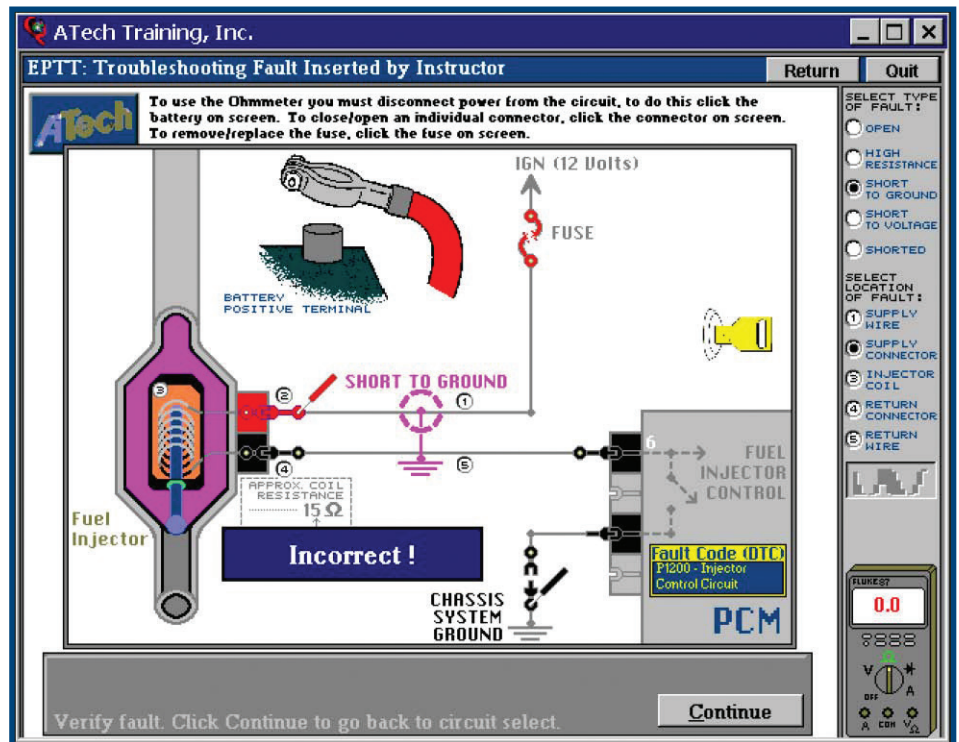 ATech Training, Inc.
EPTT: Troubleshooting Fault Inserted by Instructor
Return
Quit
ATech
To use the Ohmmeter you must disconnect power from the circuit, to do this click the
battery on screen. To close/open an individual connector, click the connector on screen.
To remove/replace the fuse, click the fuse on screen.
IGN (12 Volts)
FUSE
BATTERY
POSITIVE TERMINAL
SHORT TO GROUND
3
2
1
4
5
APPROX. COIL
RESISTANCE
15 Ω
Fuel
Injector
Incorrect !
6
FUEL
INJECTOR
CONTROL
Fault Code (DTC)
P1200 - Injector
Control Circuit
CHASSIS
SYSTEM
GROUND
PCM
SELECT TYPE
OF FAULT:
OPEN
HIGH
RESISTANCE
SHORT
TO GROUND
SHORT
TO VOLTAGE
SHORTED
SELECT
LOCATION
OF FAULT:
1 SUPPLY
WIRE
SUPPLY
CONNECTOR
3 INJECTOR
COIL
4 RETURN
CONNECTOR
5 RETURN
WIRE
FLUKE 87
0.0
8888
Ω
V
OFF
A
A COM VΩ
Verify fault. Click Continue to go back to circuit select.
Continue